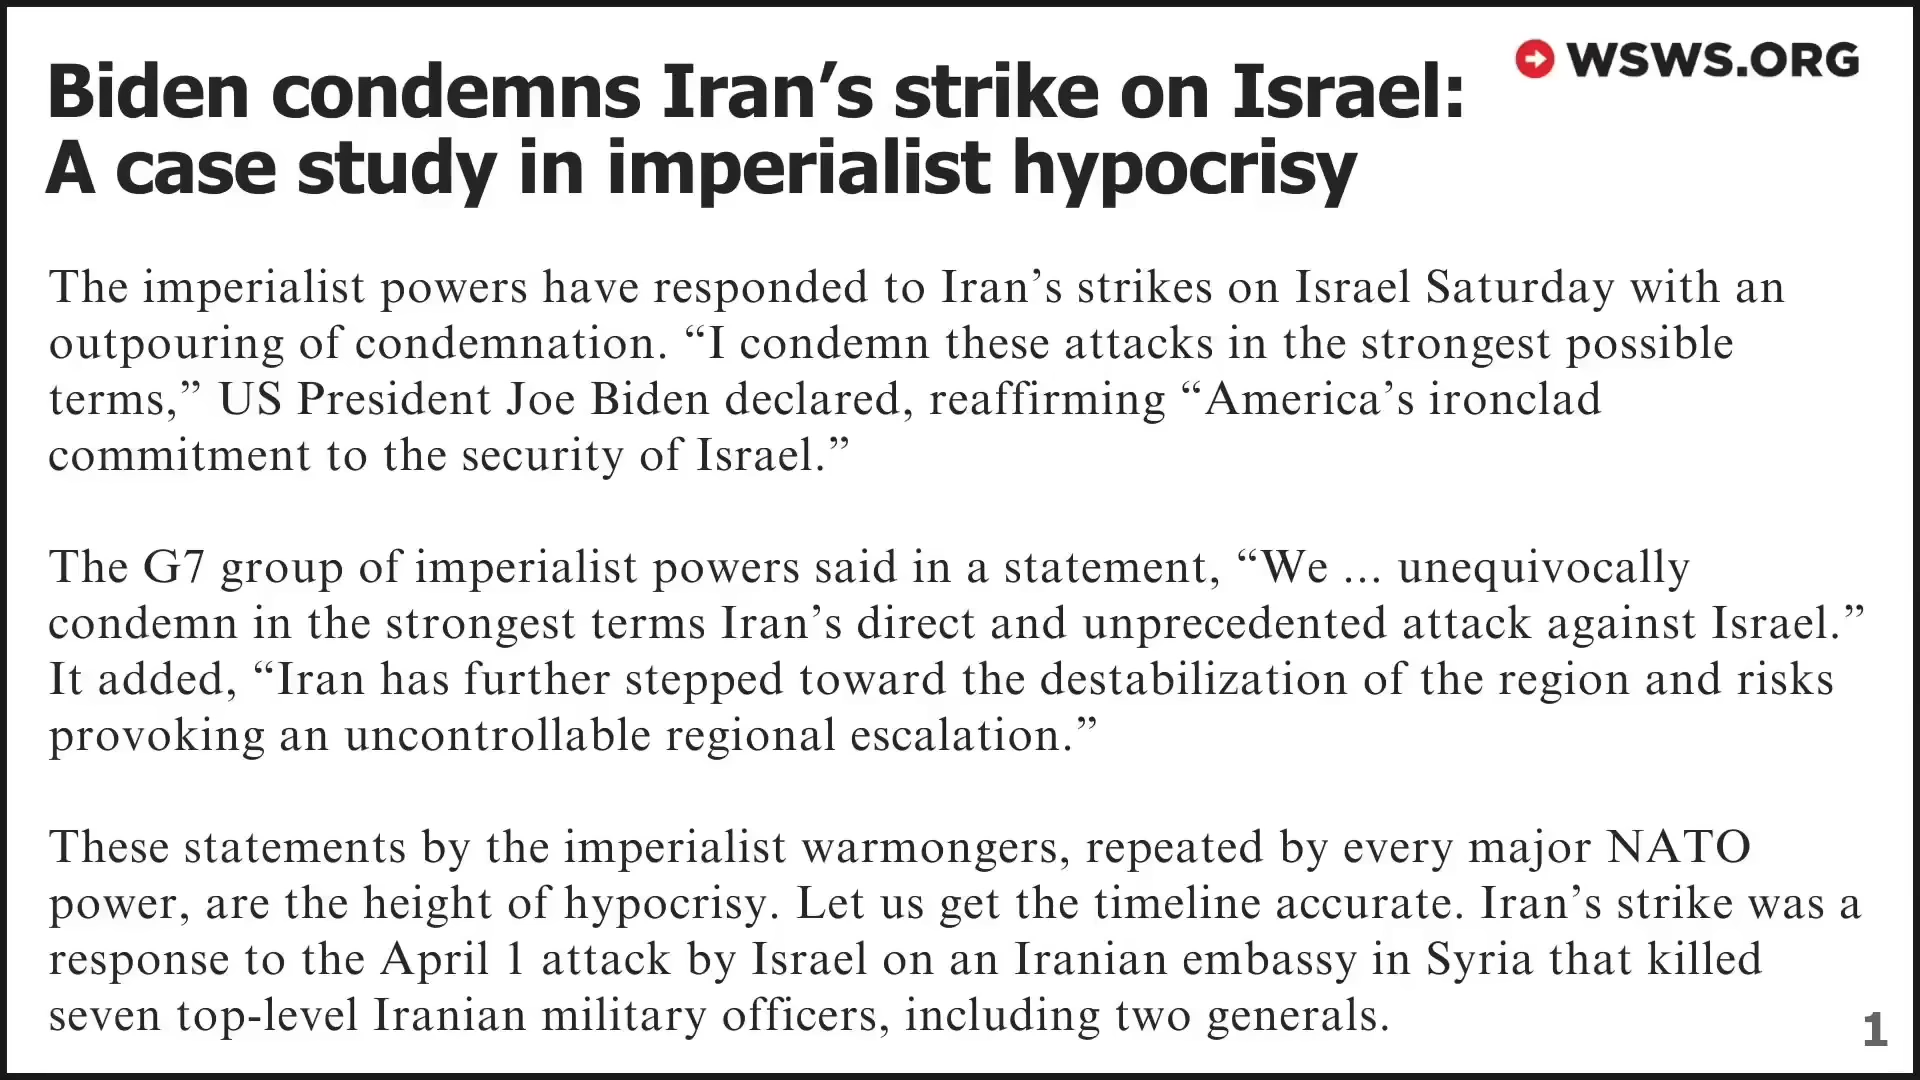 WSWS.ORG
Biden condemns Iran’s strike on Israel:
A case study in imperialist hypocrisy
The imperialist powers have responded to Iran’s strikes on Israel Saturday with an
outpouring of condemnation. “I condemn these attacks in the strongest possible
terms,” US President Joe Biden declared, reaffirming “America’s ironclad
commitment to the security of Israel.”
The G7 group of imperialist powers said in a statement, “We ... unequivocally
condemn in the strongest terms Iran’s direct and unprecedented attack against Israel.”
It added, “Iran has further stepped toward the destabilization of the region and risks
provoking an uncontrollable regional escalation.”
These statements by the imperialist warmongers, repeated by every major NATO
power, are the height of hypocrisy. Let us get the timeline accurate. Iran’s strike was a
response to the April 1 attack by Israel on an Iranian embassy in Syria that killed
seven top-level Iranian military officers, including two generals.
1